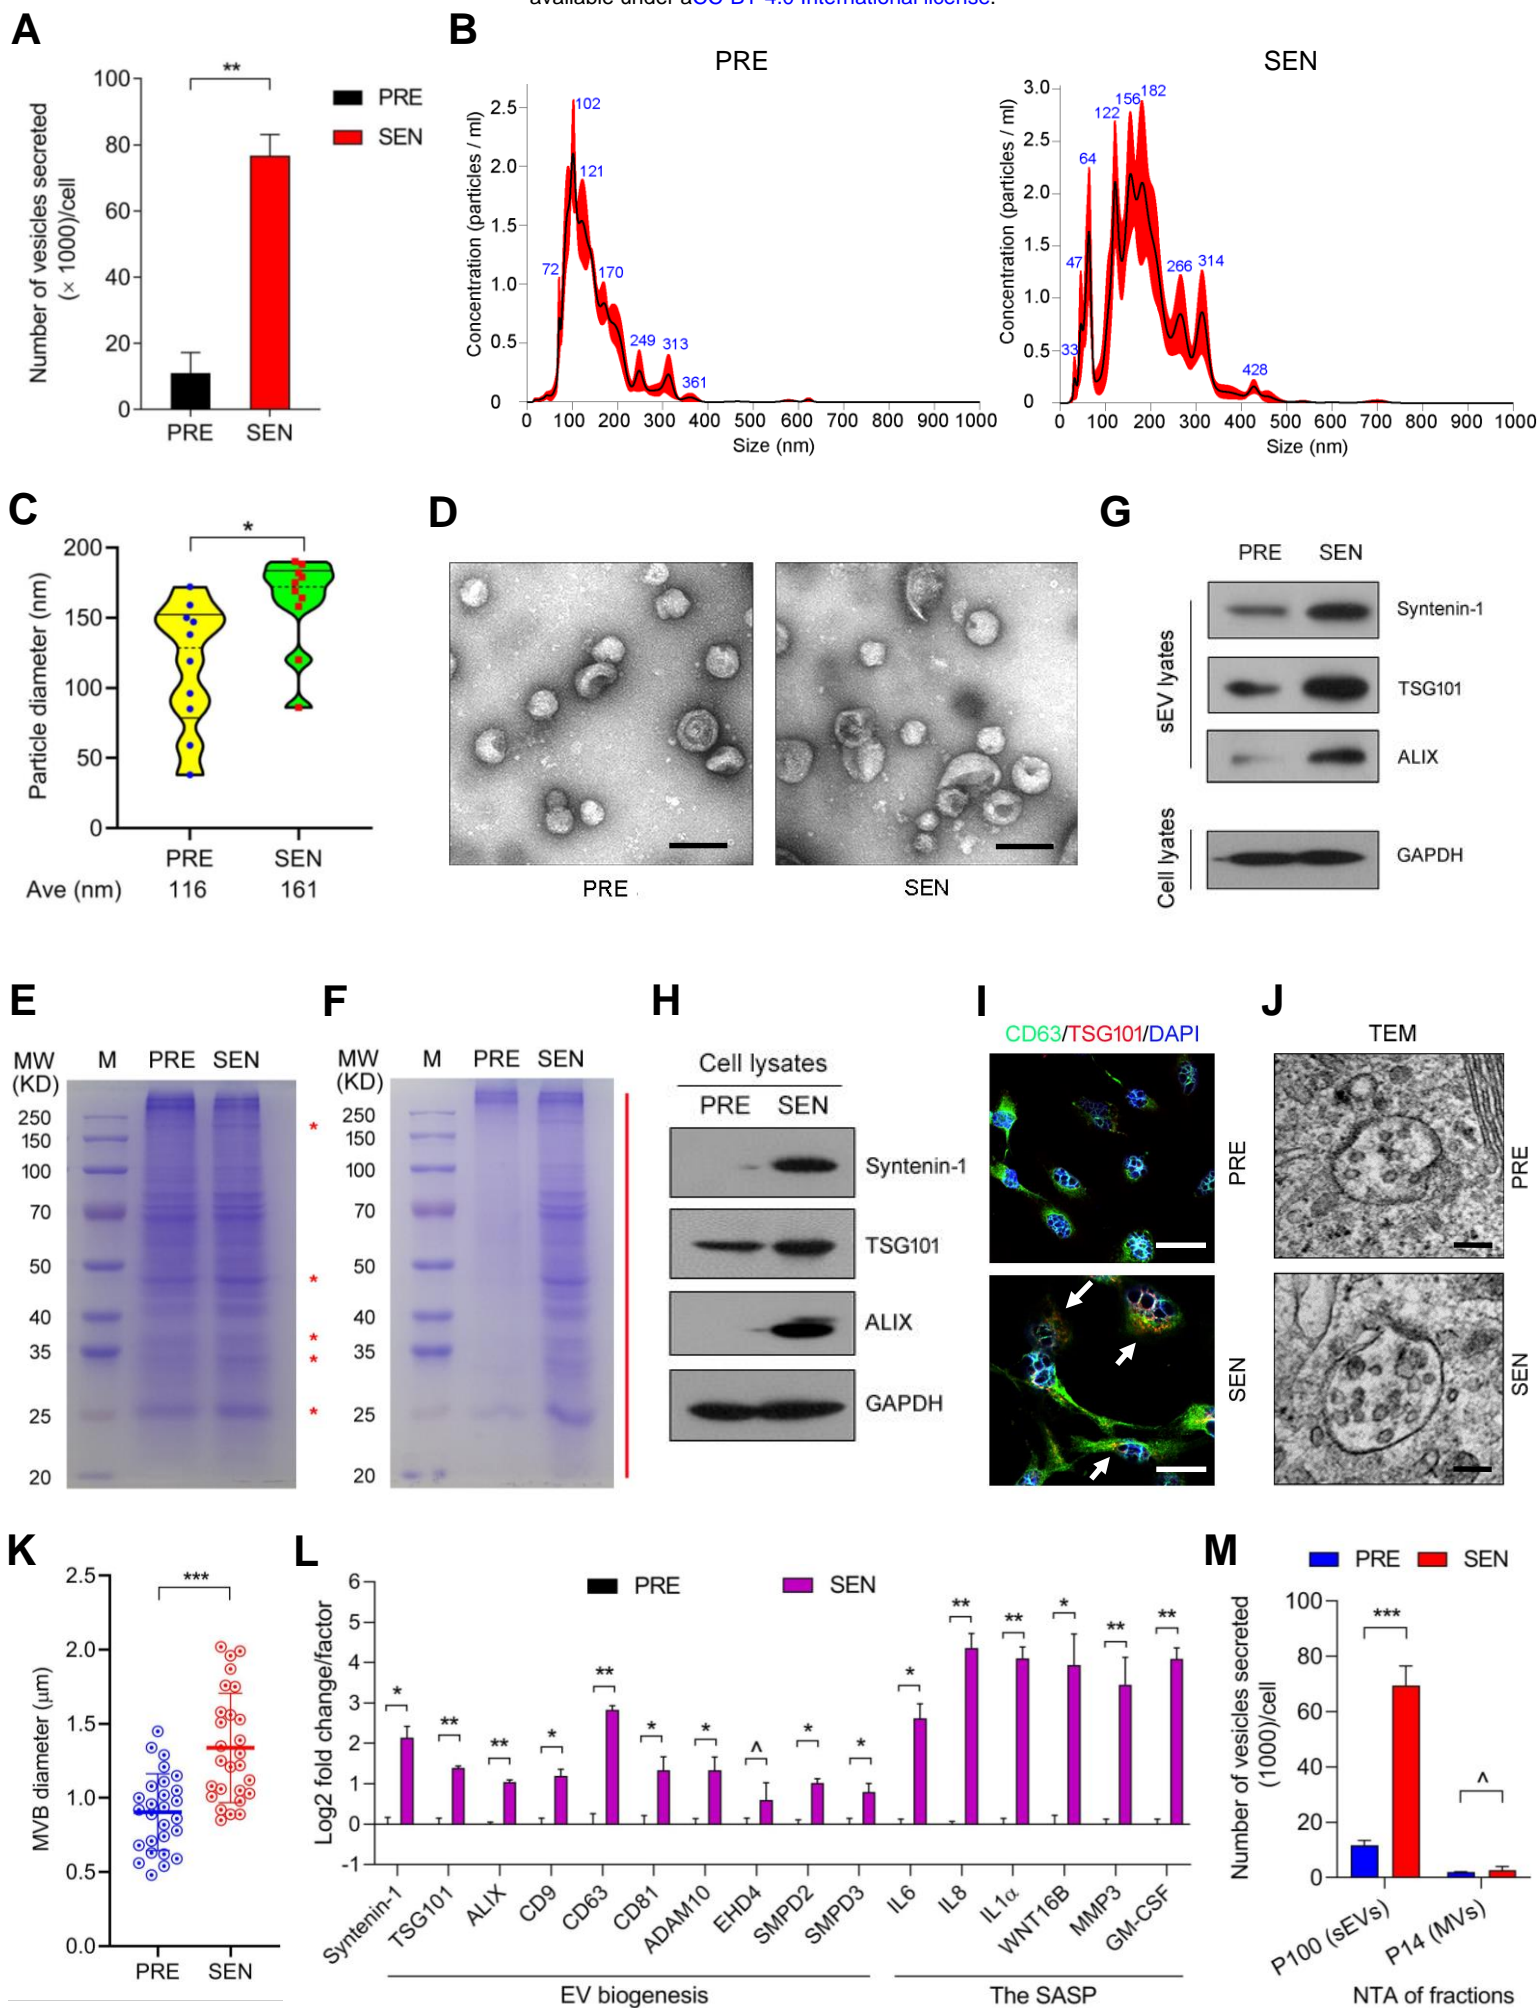 available under aCC-BY 4.0 International license.
A
100
80
60
40
20
0
Number of vesicles secreted
(× 1000)/cell
**
PRE
SEN
PRE
SEN
B
PRE
Concentration (particles / ml)
2.5
2.0
1.5
1.0
0.5
0
72
102
121
170
249
313
361
0 100 200 300 400 500 600 700 800 900 1000
Size (nm)
SEN
Concentration (particles / ml)
3.0
2.5
2.0
1.5
1.0
0.5
0
33
47
64
122
156
182
266
314
428
0 100 200 300 400 500 600 700 800 900 1000
Size (nm)
C
Particle diameter (nm)
200
150
100
50
0
*
PRE SEN
Ave (nm) 116 161
D
PRE
SEN
G
PRE SEN
sEV lyates
Syntenin-1
TSG101
ALIX
Cell lyates
GAPDH
E
MW
(KD)
M PRE SEN
250
150
100
70
50
40
35
25
20
*
*
*
*
*
F
MW
(KD)
M PRE SEN
250
150
100
70
50
40
35
25
20
H
Cell lysates
PRE SEN
Syntenin-1
TSG101
ALIX
GAPDH
I
CD63/TSG101/DAPI
PRE
SEN
J
TEM
PRE
SEN
K
MVB diameter (μm)
2.5
2.0
1.5
1.0
0.5
0.0
***
PRE SEN
L
Log2 fold change/factor
6
5
4
3
2
1
0
-1
PRE
SEN
* ** ** * ** * * ^ * * * ** ** * ** **
Syntenin-1
TSG101
ALIX
CD9
CD63
CD81
ADAM10
EHD4
SMPD2
SMPD3
IL6
IL8
IL1α
WNT16B
MMP3
GM-CSF
EV biogenesis
The SASP
M
PRE SEN
Number of vesicles secreted
(1000)/cell
100
80
60
40
20
0
***
^
P100 (sEVs)
P14 (MVs)
NTA of fractions